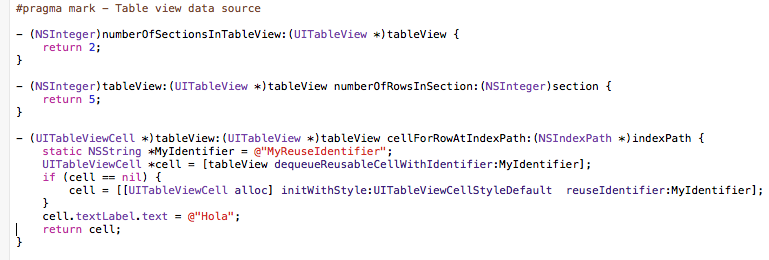 #pragma mark - Table view data source
- (NSInteger)numberOfSectionsInTableView:(UITableView *)tableView {
return 2;
}
- (NSInteger)tableView:(UITableView *)tableView numberOfRowsInSection:(NSInteger)section {
return 5;
}
- (UITableViewCell *)tableView:(UITableView *)tableView cellForRowAtIndexPath:(NSIndexPath *)indexPath {
static NSString *MyIdentifier = @"MyReuseIdentifier";
UITableViewCell *cell = [tableView dequeueReusableCellWithIdentifier:MyIdentifier];
if (cell == nil) {
cell = [[UITableViewCell alloc] initWithStyle:UITableViewCellStyleDefault  reuseIdentifier:MyIdentifier];
}
cell.textLabel.text = @"Hola";
return cell;
}